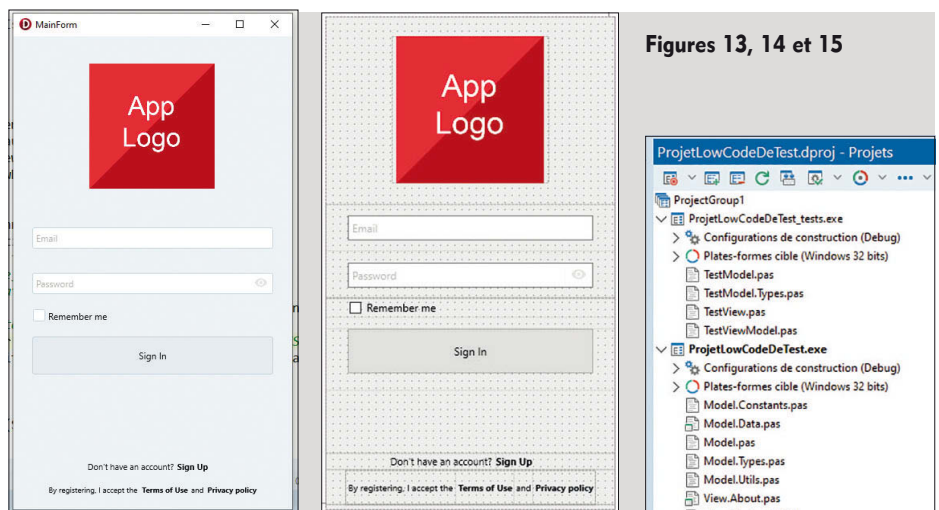 MainForm
App
Logo
Email
Password
Remember me
Sign In
Don't have an account? Sign Up
By registering, I accept the Terms of Use and Privacy policy
App
Logo
Email
Password
Remember me
Sign In
Don't have an account? Sign Up
By registering, I accept the Terms of Use and Privacy policy
Figures 13, 14 et 15
ProjetLowCodeDeTest.dproj - Projets
ProjectGroup1
ProjetLowCodeDeTest_tests.exe
Configurations de construction (Debug)
Plates-formes cible (Windows 32 bits)
TestModel.pas
TestModel.Types.pas
TestView.pas
TestViewModel.pas
ProjetLowCodeDeTest.exe
Configurations de construction (Debug)
Plates-formes cible (Windows 32 bits)
Model.Constants.pas
Model.Data.pas
Model.pas
Model.Types.pas
Model.Utils.pas
View.About.pas